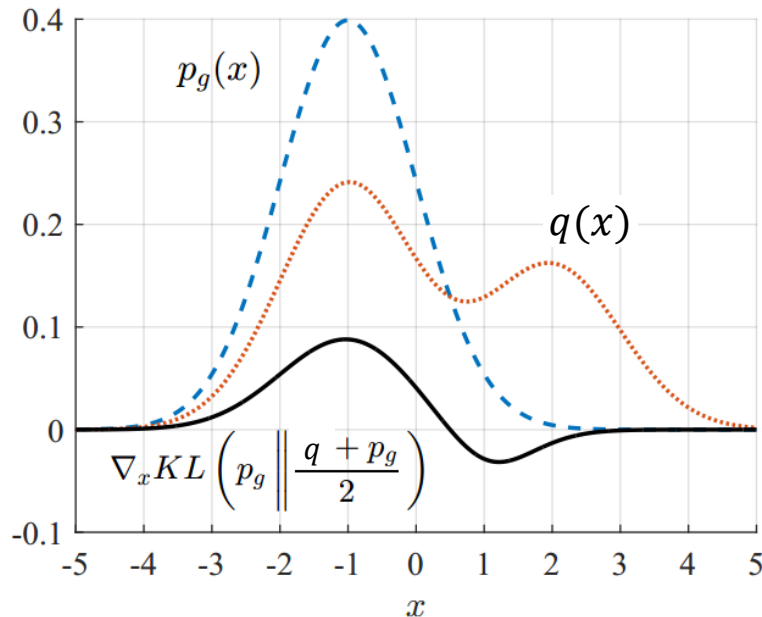 0.4
p_g(x)
0.3
0.2
q(x)
0.1
0
∇_x KL(p_g ‖ (q + p_g)/2)
-0.1
-5 -4 -3 -2 -1 0 1 2 3 4 5
x